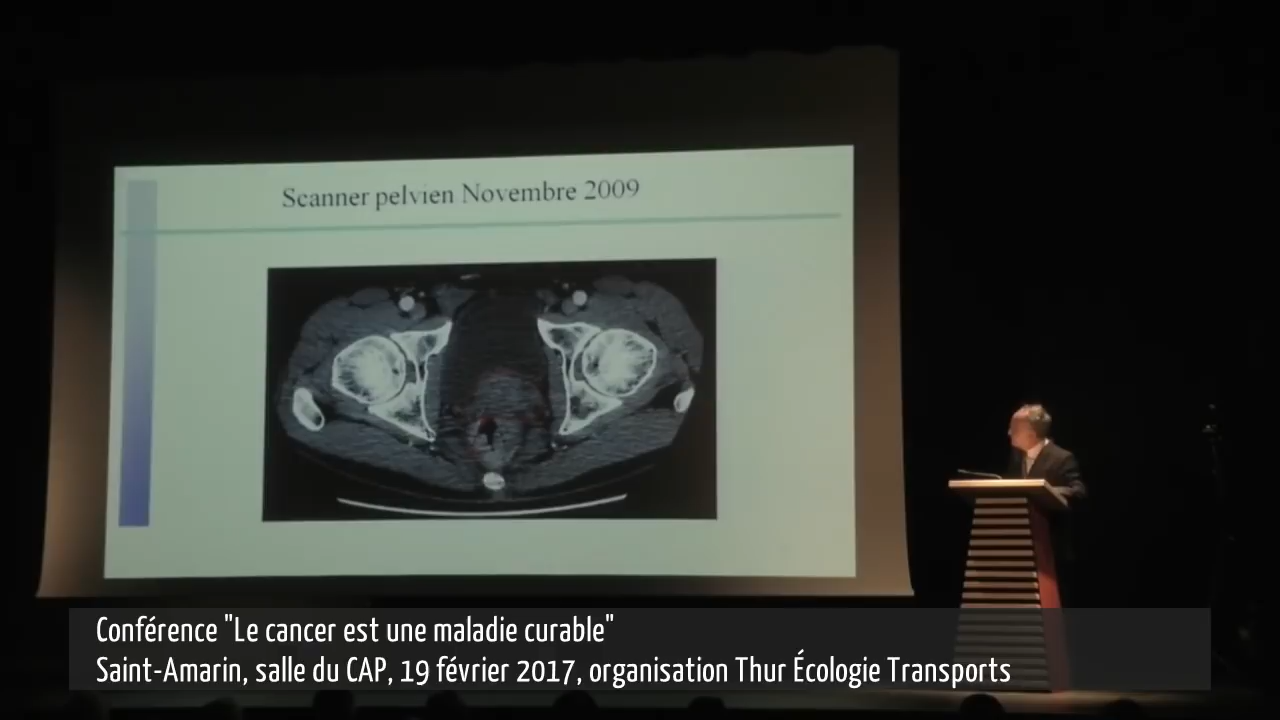 Scanner pelvien Novembre 2009
Conférence "Le cancer est une maladie curable"
Saint-Amarin, salle du CAP, 19 février 2017, organisation Thur Écologie Transports